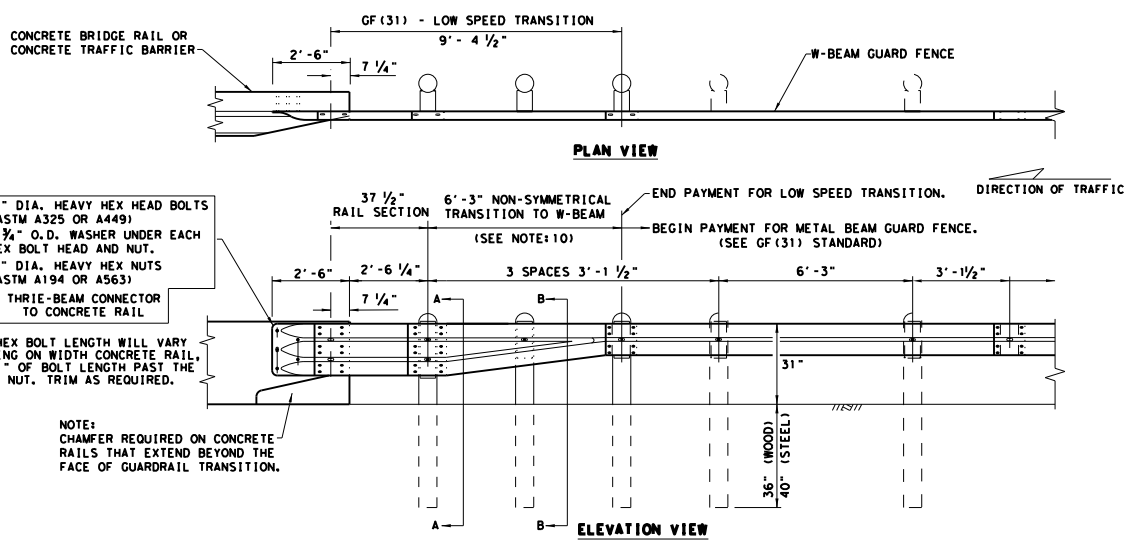 GF(31) - LOW SPEED TRANSITION
9'- 4 ½"
CONCRETE BRIDGE RAIL OR
CONCRETE TRAFFIC BARRIER
2'-6"
7 ¼"
W-BEAM GUARD FENCE
PLAN VIEW
" DIA. HEAVY HEX HEAD BOLTS
ASTM A325 OR A449)
¾" O.D. WASHER UNDER EACH
EX BOLT HEAD AND NUT.
" DIA. HEAVY HEX NUTS
ASTM A194 OR A563)
THRIE-BEAM CONNECTOR
TO CONCRETE RAIL
37 ½"
RAIL SECTION
6'-3" NON-SYMMETRICAL
TRANSITION TO W-BEAM
(SEE NOTE:10)
END PAYMENT FOR LOW SPEED TRANSITION.
BEGIN PAYMENT FOR METAL BEAM GUARD FENCE.
(SEE GF(31) STANDARD)
DIRECTION OF TRAFFIC
2'-6"
2'-6 ¼"
3 SPACES 3'-1 ½"
6'-3"
3'-1½"
7 ¼"
A
B
HEX BOLT LENGTH WILL VARY
ING ON WIDTH CONCRETE RAIL,
" OF BOLT LENGTH PAST THE
NUT. TRIM AS REQUIRED.
31"
NOTE:
CHAMFER REQUIRED ON CONCRETE
RAILS THAT EXTEND BEYOND THE
FACE OF GUARDRAIL TRANSITION.
36" (WOOD)
40" (STEEL)
A
B
ELEVATION VIEW